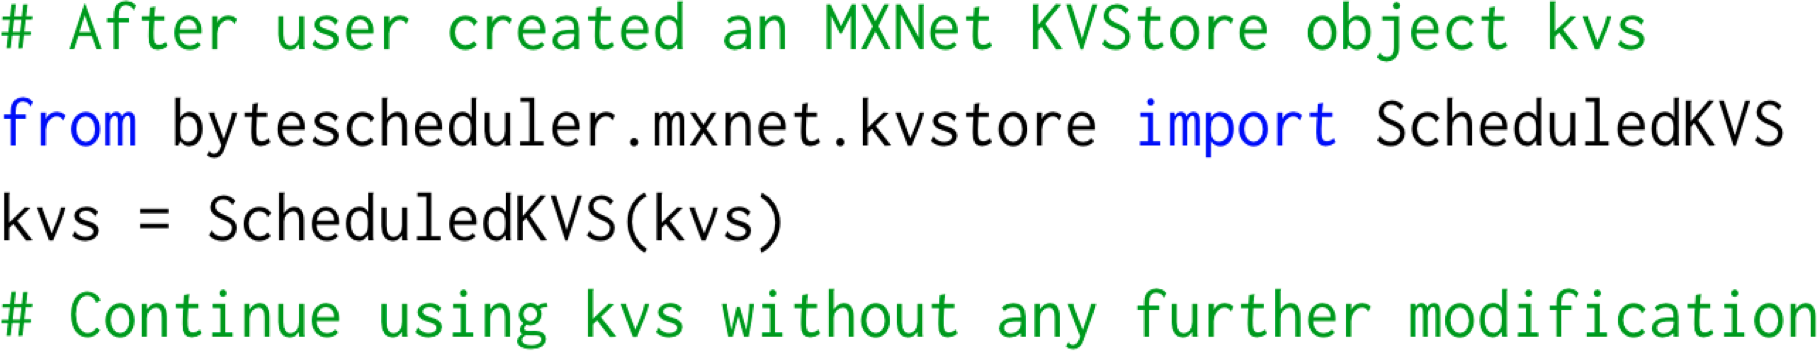 # After user created an MXNet KVStore object kvs
from bytescheduler.mxnet.kvstore import ScheduledKVS
kvs = ScheduledKVS(kvs)
# Continue using kvs without any further modification